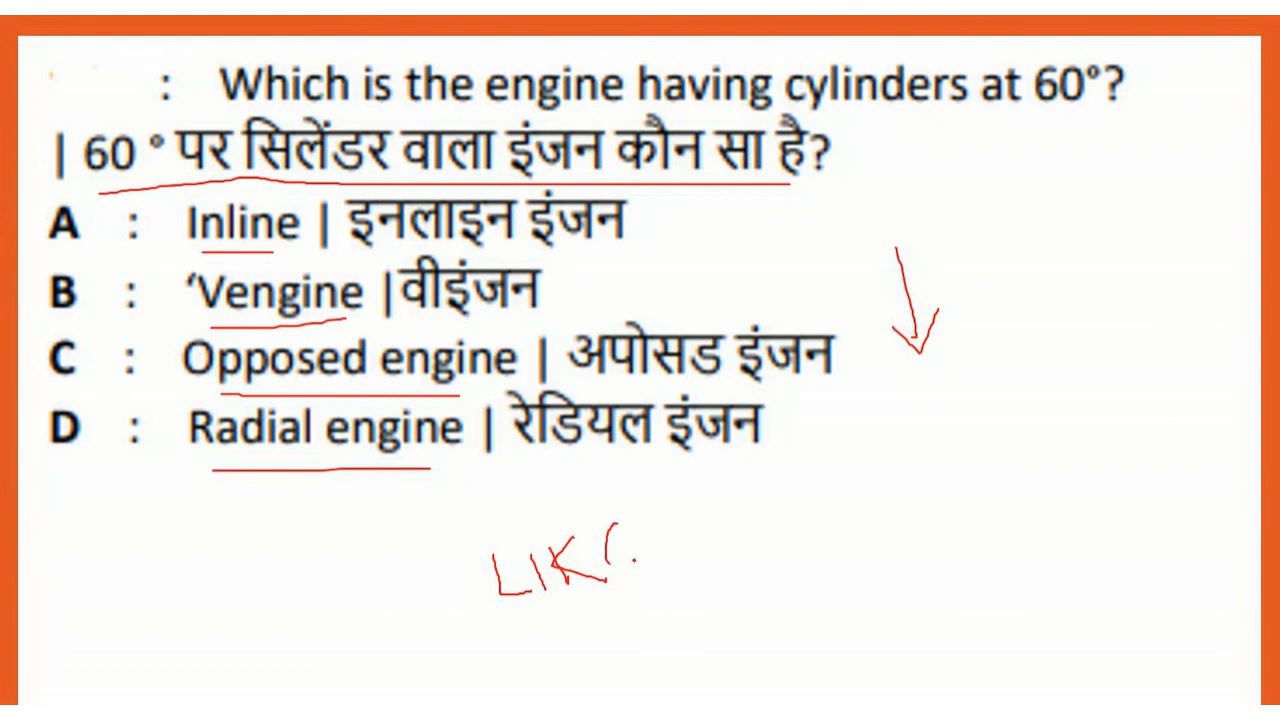 : Which is the engine having cylinders at 60°?
| 60 ° पर सिलेंडर वाला इंजन कौन सा है?
A : Inline | इनलाइन इंजन
B : ‘Vengine |वीइंजन
C : Opposed engine | अपोसड इंजन
D : Radial engine | रेडियल इंजन